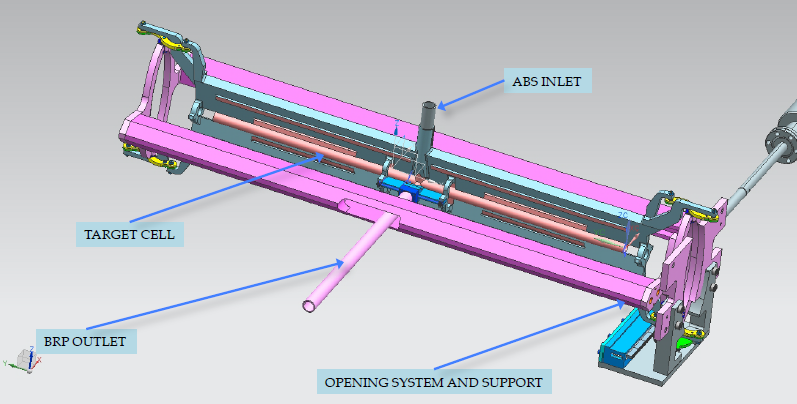 ABS INLET
TARGET CELL
BRP OUTLET
OPENING SYSTEM AND SUPPORT